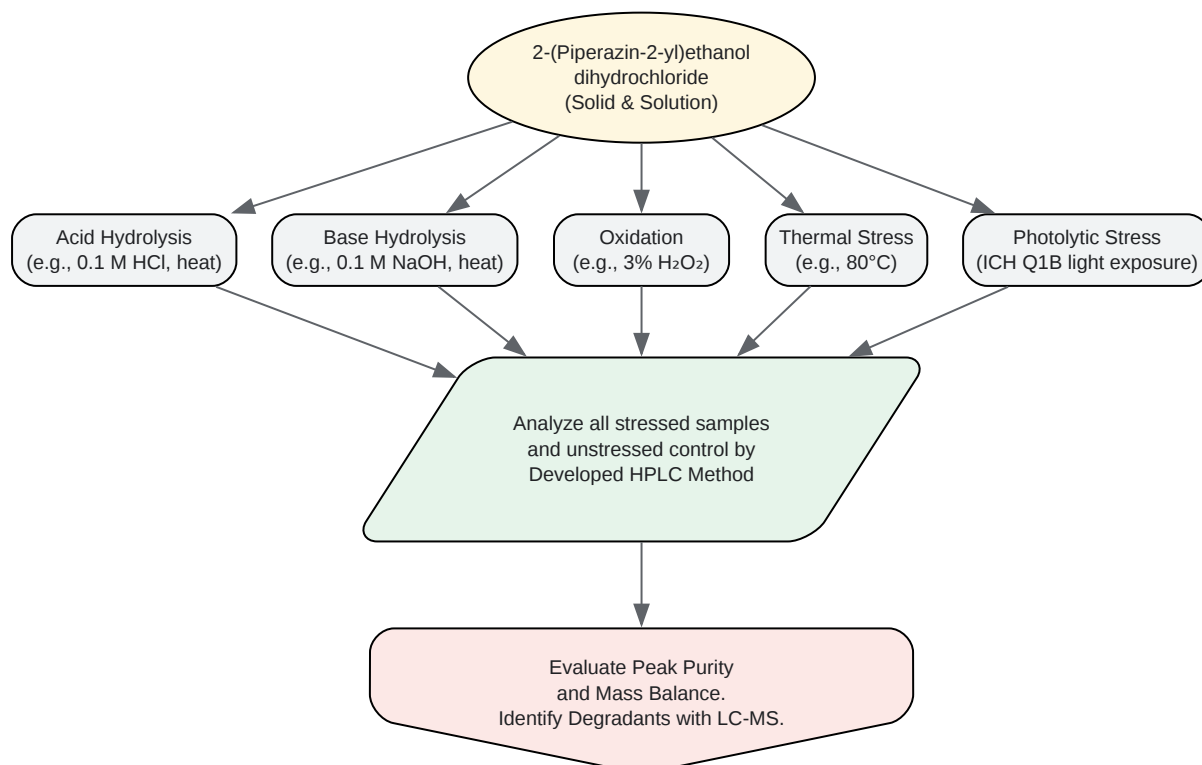 2-(Piperazin-2-yl)ethanol
dihydrochloride
(Solid & Solution)
Acid Hydrolysis
(e.g., 0.1 M HCl, heat)
Base Hydrolysis
(e.g., 0.1 M NaOH, heat)
Oxidation
(e.g., 3% H₂O₂)
Thermal Stress
(e.g., 80°C)
Photolytic Stress
(ICH Q1B light exposure)
Analyze all stressed samples
and unstressed control by
Developed HPLC Method
Evaluate Peak Purity
and Mass Balance.
Identify Degradants with LC-MS.